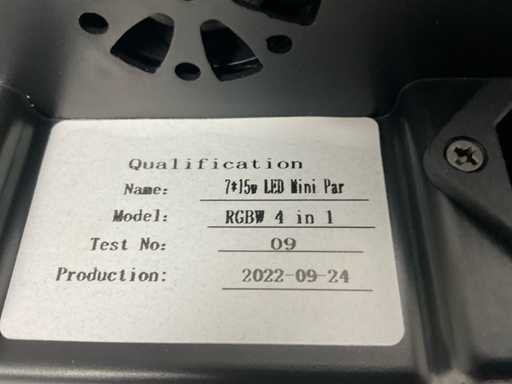 Qualification
Name: 7*15w LED Mini Par
Model: RGBW 4 in 1
Test No: 09
Production: 2022-09-24